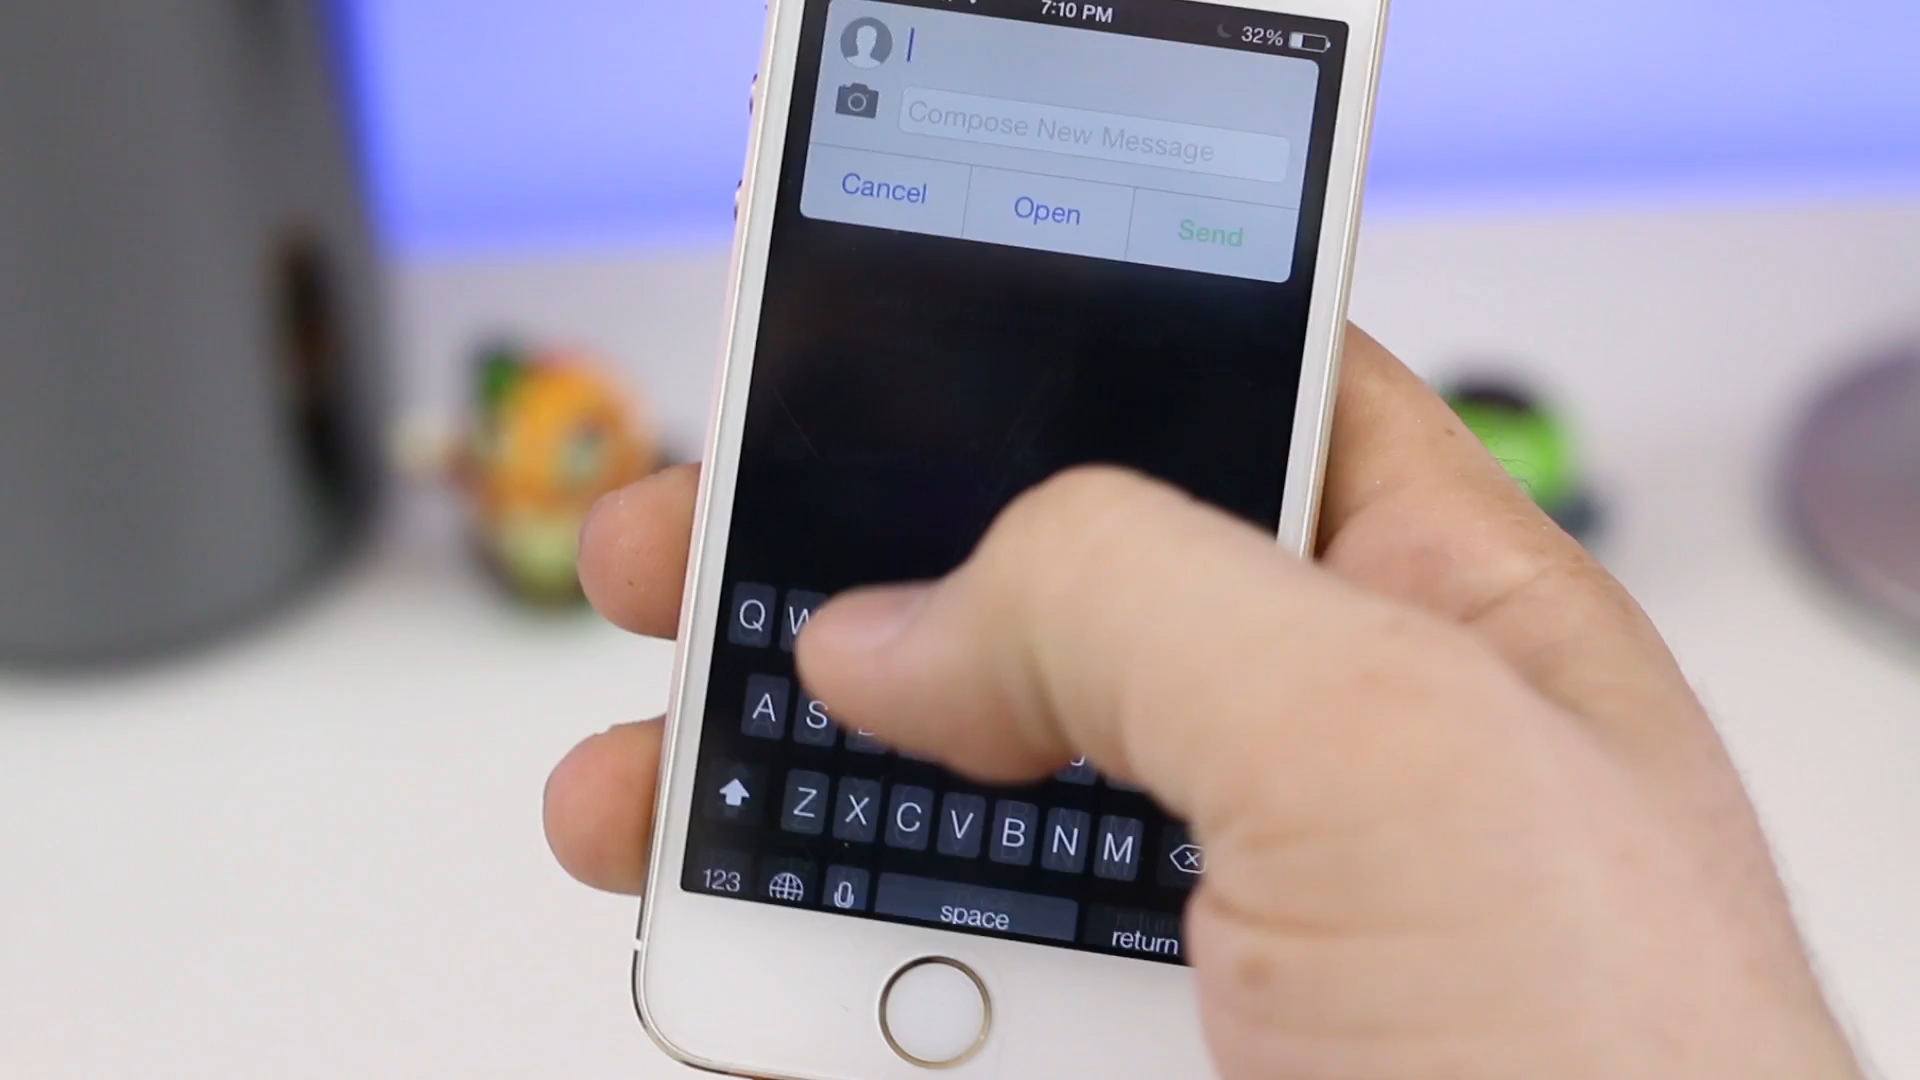 7:10 PM
32%
Compose New Message
Cancel Open Send
Q W
A S
Z X C V B N M
123 space return